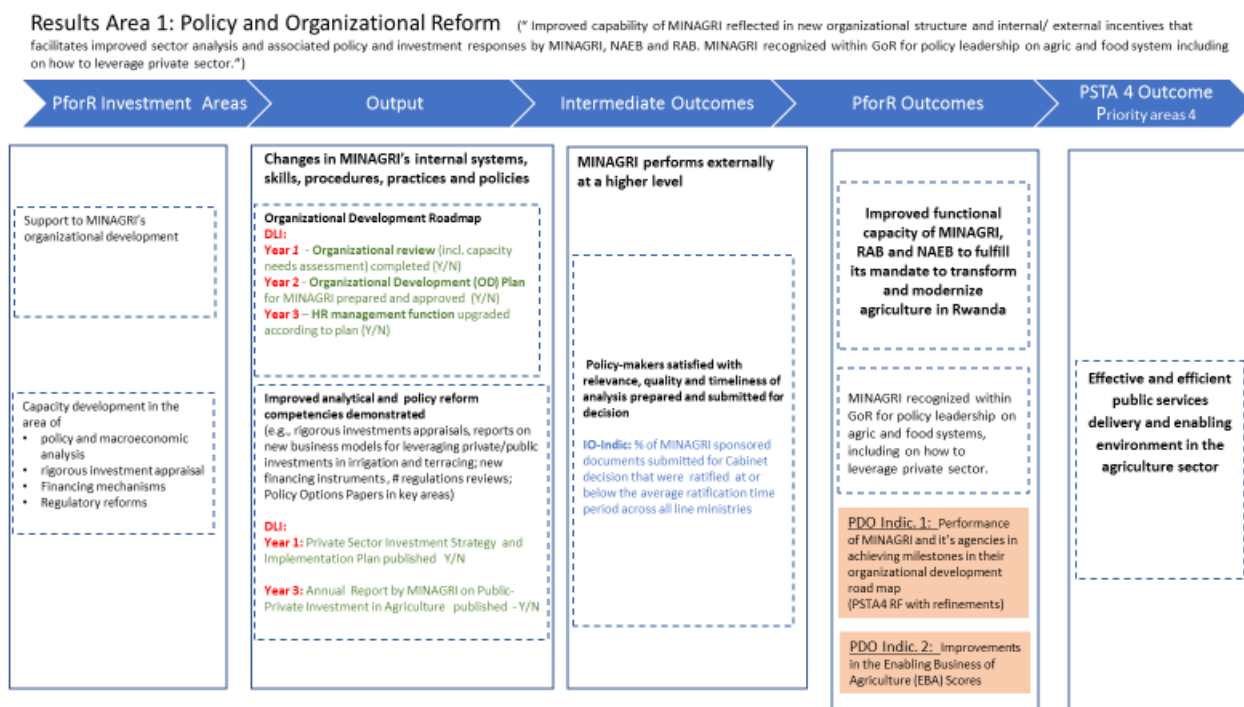 Results Area 1: Policy and Organizational Reform (" Improved capability of MINAGRI reflected in new organizational structure and internal/ external incentives that
facilitates improved sector analysis and associated policy and investment responses by MINAGRI, NAEB and RAB. MINAGRI recognized within GoR for policy leadership on agric and food system including
on how to leverage private sector.")
PforR Investment Areas
Output
Intermediate Outcomes
PforR Outcomes
PSTA 4 Outcome
Priority areas 4
Support to MINAGRI's
organizational development
Capacity development in the
area of
• policy and macroeconomic
analysis
• rigorous investment appraisal
• Financing mechanisms
• Regulatory reforms
Changes in MINAGRI's internal systems,
skills, procedures, practices and policies
Organizational Development Roadmap
DLI:
Year 1 - Organizational review (incl. capacity
needs assessment) completed (Y/N)
Year 2 - Organizational Development (OD) Plan
for MINAGRI prepared and approved (Y/N)
Year 3 – HR management function upgraded
according to plan (Y/N)
Improved analytical and policy reform
competencies demonstrated
(e.g., rigorous investments appraisals, reports on
new business models for leveraging private/public
investments in irrigation and terracing; new
financing instruments, # regulations reviews;
Policy Options Papers in key areas)
DLI:
Year 1: Private Sector Investment Strategy and
Implementation Plan published Y/N
Year 3: Annual Report by MINAGRI on Public-
Private Investment in Agriculture published - Y/N
MINAGRI performs externally
at a higher level
Policy-makers satisfied with
relevance, quality and timeliness of
analysis prepared and submitted for
decision
IO-Indic: % of MINAGRI sponsored
documents submitted for Cabinet
decision that were ratified at or
below the average ratification time
period across all line ministries
Improved functional
capacity of MINAGRI,
RAB and NAEB to fulfill
its mandate to transform
and modernize
agriculture in Rwanda
MINAGRI recognized within
GoR for policy leadership on
agric and food systems,
including on how to
leverage private sector.
PDO Indic. 1: Performance
of MINAGRI and it's agencies in
achieving milestones in their
organizational development
road map
(PSTA4 RF with refinements)
PDO Indic. 2: Improvements
in the Enabling Business of
Agriculture (EBA) Scores
Effective and efficient
public services
delivery and enabling
environment in the
agriculture sector